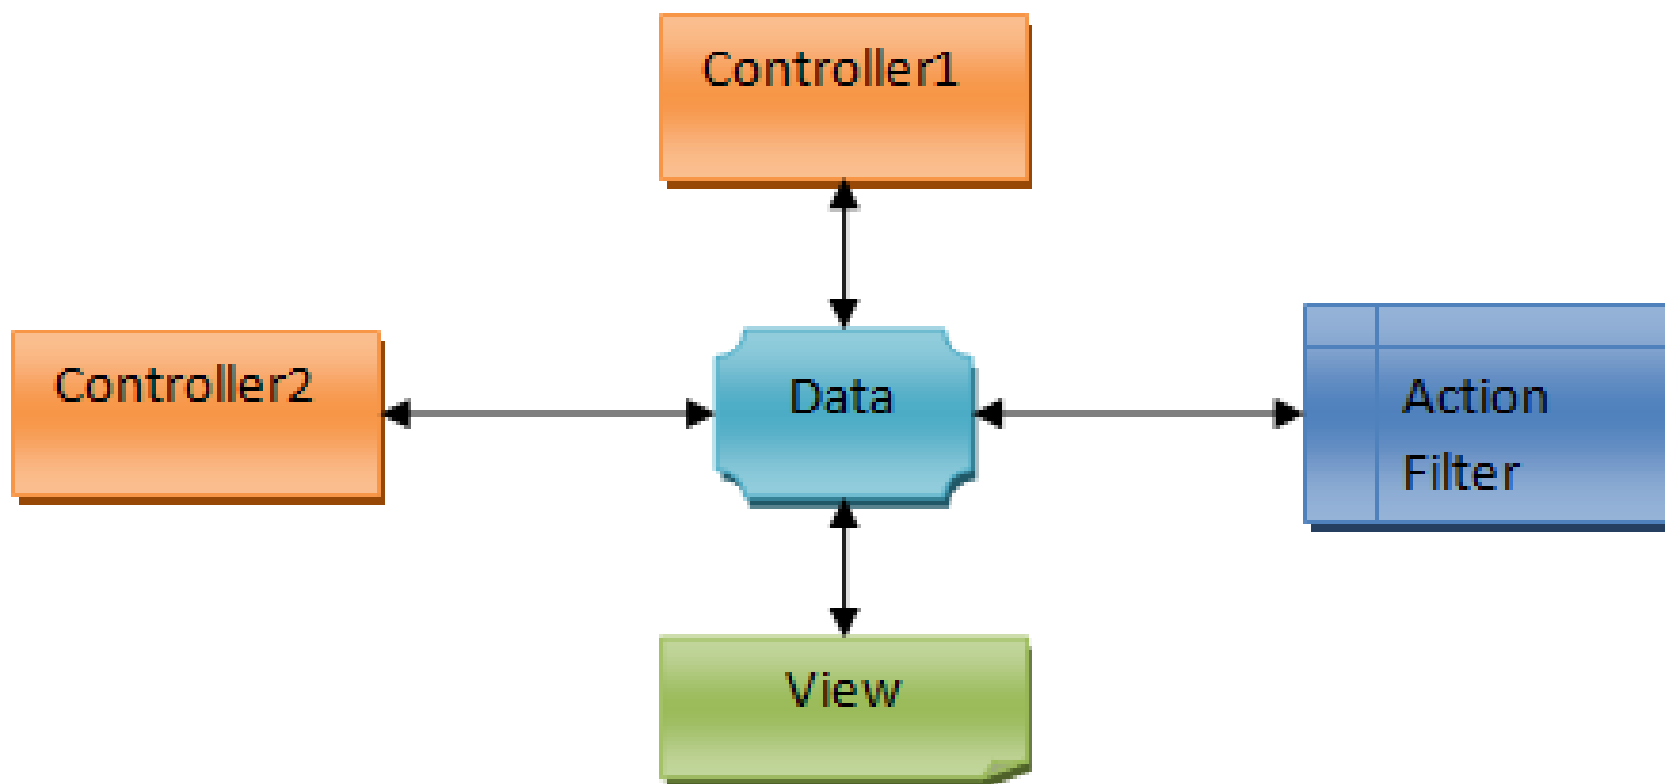 Controller1
Controller2
Data
Action
Filter
View